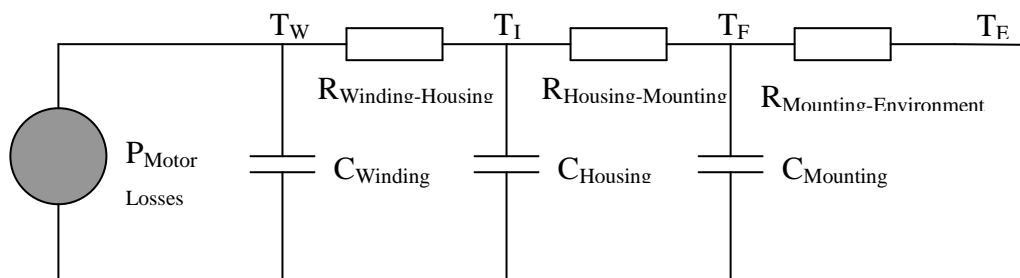 T_W
T_I
T_F
T_E
R_Winding-Housing
R_Housing-Mounting
R_Mounting-Environment
P_Motor
Losses
C_Winding
C_Housing
C_Mounting